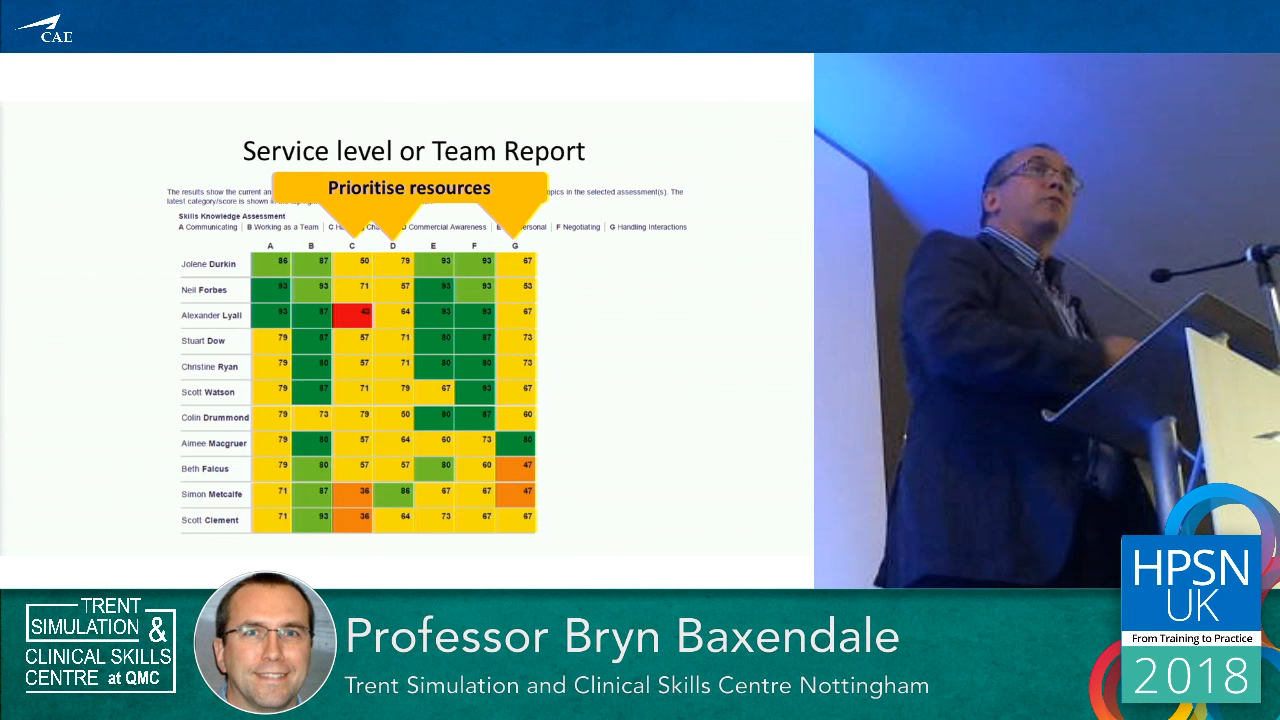 CAE
Service level or Team Report
Prioritise resources
The results show the current an opics in the selected assessment(s). The
latest category/score is shown in
Skills Knowledge Assessment
A Communicating | B Working as a Team | C Commercial Awareness | personal | F Negotiating | G Handling Interactions
A B C D E F G
Jolene Durkin 86 87 50 79 93 93 67
Neil Forbes 93 93 71 57 93 93 53
Alexander Lyall 93 87 43 64 93 93 67
Stuart Dow 79 87 57 71 80 87 73
Christine Ryan 79 80 57 71 80 80 73
Scott Watson 79 87 71 79 67 93 67
Colin Drummond 79 73 79 50 80 87 60
Aimee Macgruer 79 80 57 64 60 73 80
Beth Falcus 79 80 57 57 80 60 47
Simon Metcalfe 71 87 36 86 67 67 47
Scott Clement 71 93 36 64 73 67 67
TRENT
SIMULATION &
CLINICAL SKILLS
CENTRE at QMC
Professor Bryn Baxendale
Trent Simulation and Clinical Skills Centre Nottingham
HPSN
UK
From Training to Practice
2018